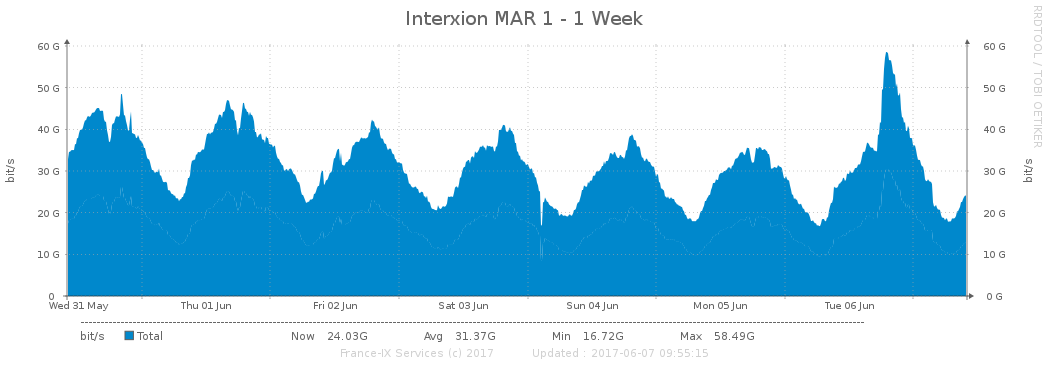 Interxion MAR 1 - 1 Week
RRDTOOL / TOBI OETIKER
60 G 60 G
50 G 50 G
40 G 40 G
30 G 30 G
20 G 20 G
10 G 10 G
0 0 G
bit/s bit/s
Wed 31 May Thu 01 Jun Fri 02 Jun Sat 03 Jun Sun 04 Jun Mon 05 Jun Tue 06 Jun
bit/s Total Now 24.03G Avg 31.37G Min 16.72G Max 58.49G
France-IX Services (c) 2017 Updated : 2017-06-07 09:55:15